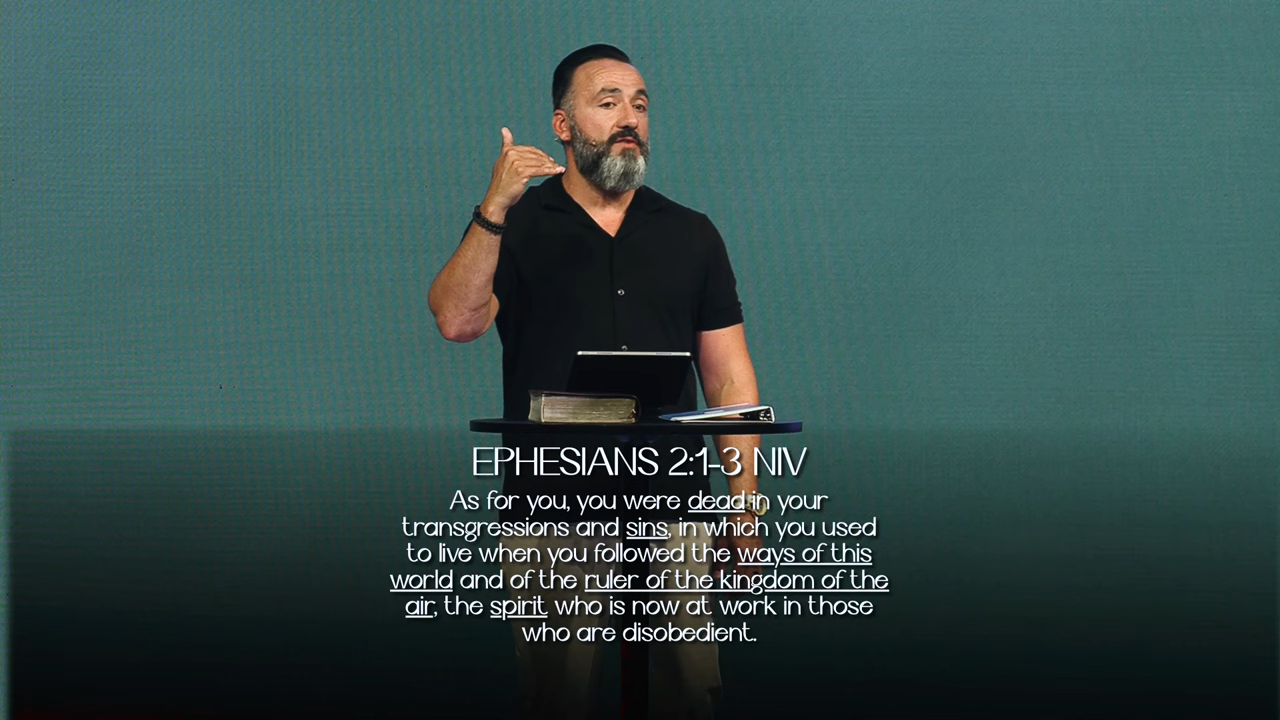 EPHESIANS 2:1-3 NIV
As for you, you were dead in your
transgressions and sins, in which you used
to live when you followed the ways of this
world and of the ruler of the kingdom of the
air, the spirit who is now at work in those
who are disobedient.